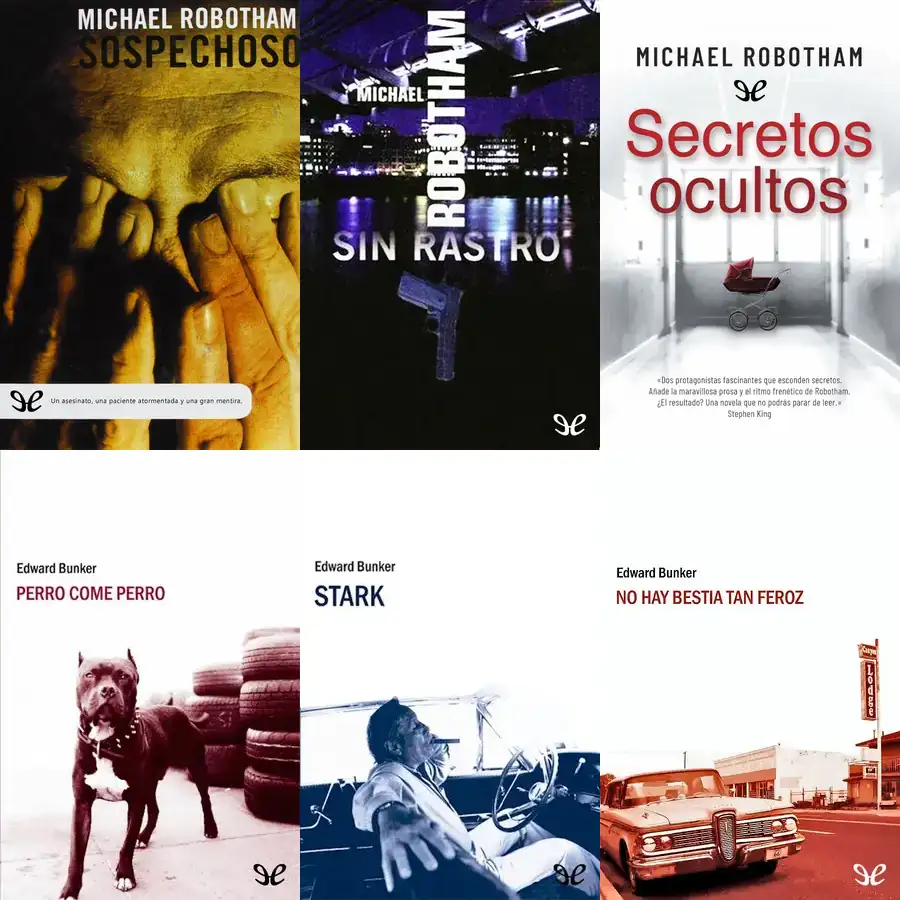 MICHAEL ROBOTHAM
SOSPECHOSO
Un asesinato, una paciente atormentada y una gran mentira.
MICHAEL
ROBOTHAM
SIN RASTRO
MICHAEL ROBOTHAM
Secretos
ocultos
«Dos protagonistas fascinantes que esconden secretos.
Añade la maravillosa prosa y el ritmo frenético de Robotham.
¿El resultado? Una novela que no podrás parar de leer.«
Stephen King
Edward Bunker
PERRO COME PERRO
Edward Bunker
STARK
Edward Bunker
NO HAY BESTIA TAN FEROZ
Lodge